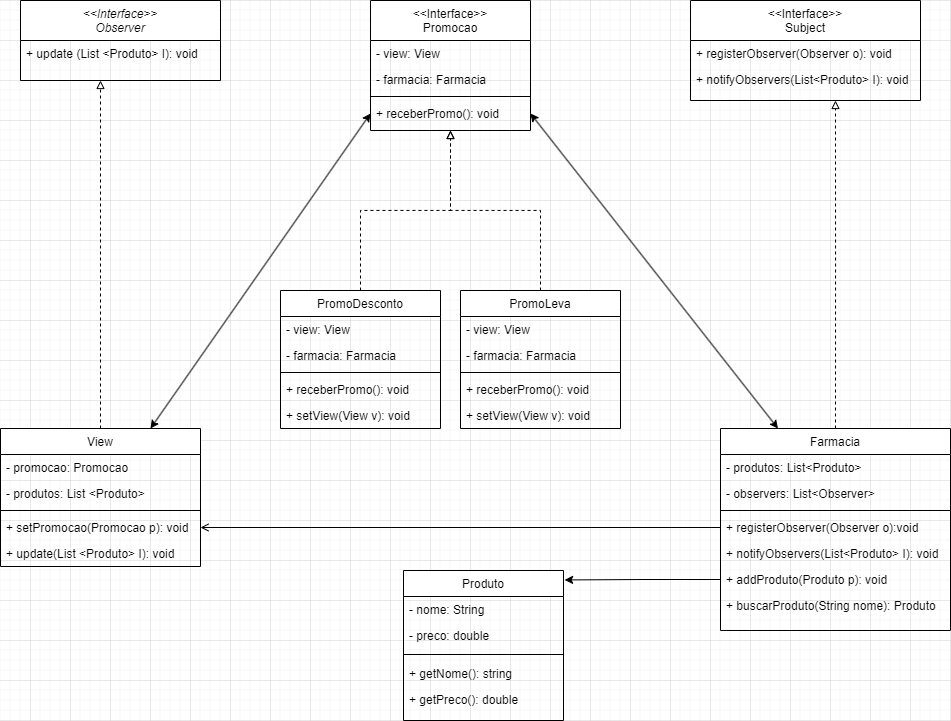 <<Interface>>
Observer
+ update (List <Produto> l): void
<<Interface>>
Promocao
- view: View
- farmacia: Farmacia
+ receberPromo(): void
<<Interface>>
Subject
+ registerObserver(Observer o): void
+ notifyObservers(List<Produto> l): void
PromoDesconto
- view: View
- farmacia: Farmacia
+ receberPromo(): void
+ setView(View v): void
PromoLeva
- view: View
- farmacia: Farmacia
+ receberPromo(): void
+ setView(View v): void
View
- promocao: Promocao
- produtos: List <Produto>
+ setPromocao(Promocao p): void
+ update(List <Produto> l): void
Farmacia
- produtos: List<Produto>
- observers: List<Observer>
+ registerObserver(Observer o):void
+ notifyObservers(List<Produto> l): void
+ addProduto(Produto p): void
+ buscarProduto(String nome): Produto
Produto
- nome: String
- preco: double
+ getNome(): string
+ getPreco(): double